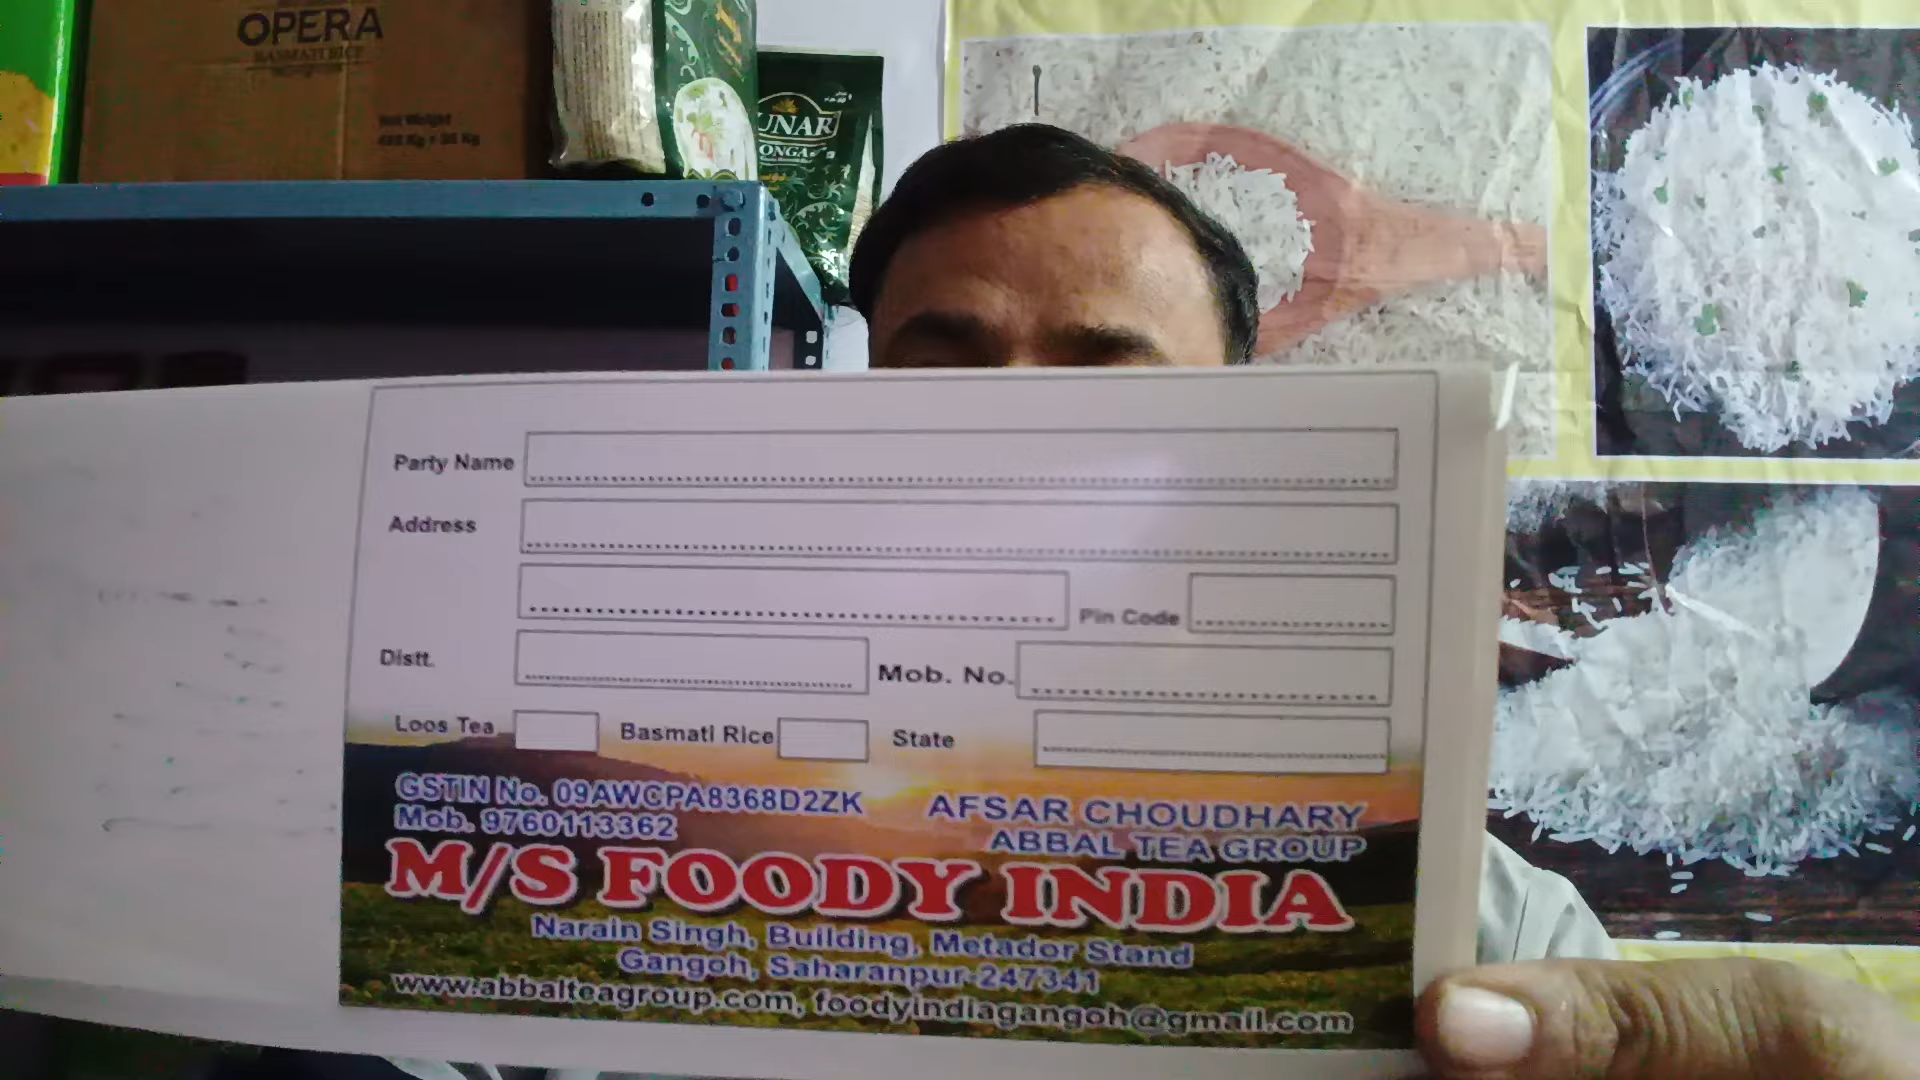 OPERA
BASMATI RICE
Net Weight
UNAR
ONGA
Party Name
Address
Pin Code
Distt.
Mob. No.
Loos Tea
Basmati Rice
State
GSTIN No. 09AWCPA8368D2ZK
Mob. 9760113362
AFSAR CHOUDHARY
ABBAL TEA GROUP
M/S FOODY INDIA
Narain Singh, Building, Metador Stand
Gangoh, Saharanpur-247341
www.abbalteagroup.com, foodyindiagangoh@gmail.com